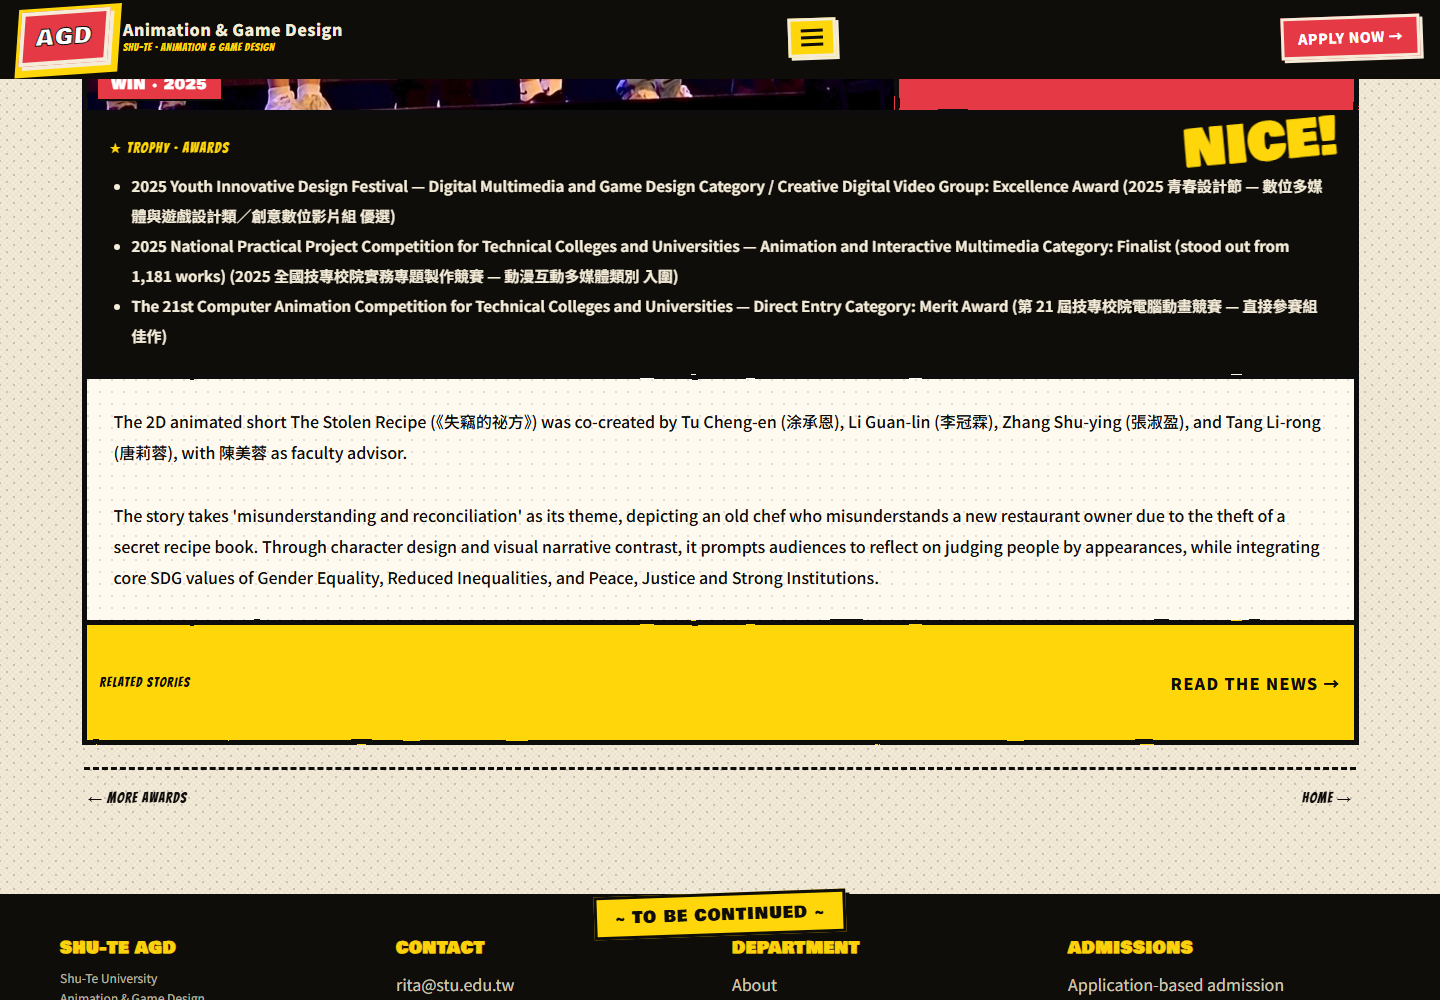 AGD
Animation & Game Design
SHU-TE · ANIMATION & GAME DESIGN
APPLY NOW →
WIN · 2025
★ TROPHY · AWARDS
NICE!
• 2025 Youth Innovative Design Festival — Digital Multimedia and Game Design Category / Creative Digital Video Group: Excellence Award (2025 青春設計節 — 數位多媒
體與遊戲設計類／創意數位影片組 優選)
• 2025 National Practical Project Competition for Technical Colleges and Universities — Animation and Interactive Multimedia Category: Finalist (stood out from
1,181 works) (2025 全國技專校院實務專題製作競賽 — 動漫互動多媒體類別 入圍)
• The 21st Computer Animation Competition for Technical Colleges and Universities — Direct Entry Category: Merit Award (第 21 屆技專校院電腦動畫競賽 — 直接參賽組
佳作)
The 2D animated short The Stolen Recipe (《失竊的祕方》) was co-created by Tu Cheng-en (涂承恩), Li Guan-lin (李冠霖), Zhang Shu-ying (張淑盈), and Tang Li-rong
(唐莉蓉), with 陳美蓉 as faculty advisor.
The story takes 'misunderstanding and reconciliation' as its theme, depicting an old chef who misunderstands a new restaurant owner due to the theft of a
secret recipe book. Through character design and visual narrative contrast, it prompts audiences to reflect on judging people by appearances, while integrating
core SDG values of Gender Equality, Reduced Inequalities, and Peace, Justice and Strong Institutions.
RELATED STORIES
READ THE NEWS →
← MORE AWARDS
HOME →
~ TO BE CONTINUED ~
SHU-TE AGD
CONTACT
DEPARTMENT
ADMISSIONS
Shu-Te University
rita@stu.edu.tw
About
Application-based admission
Animation & Game Design